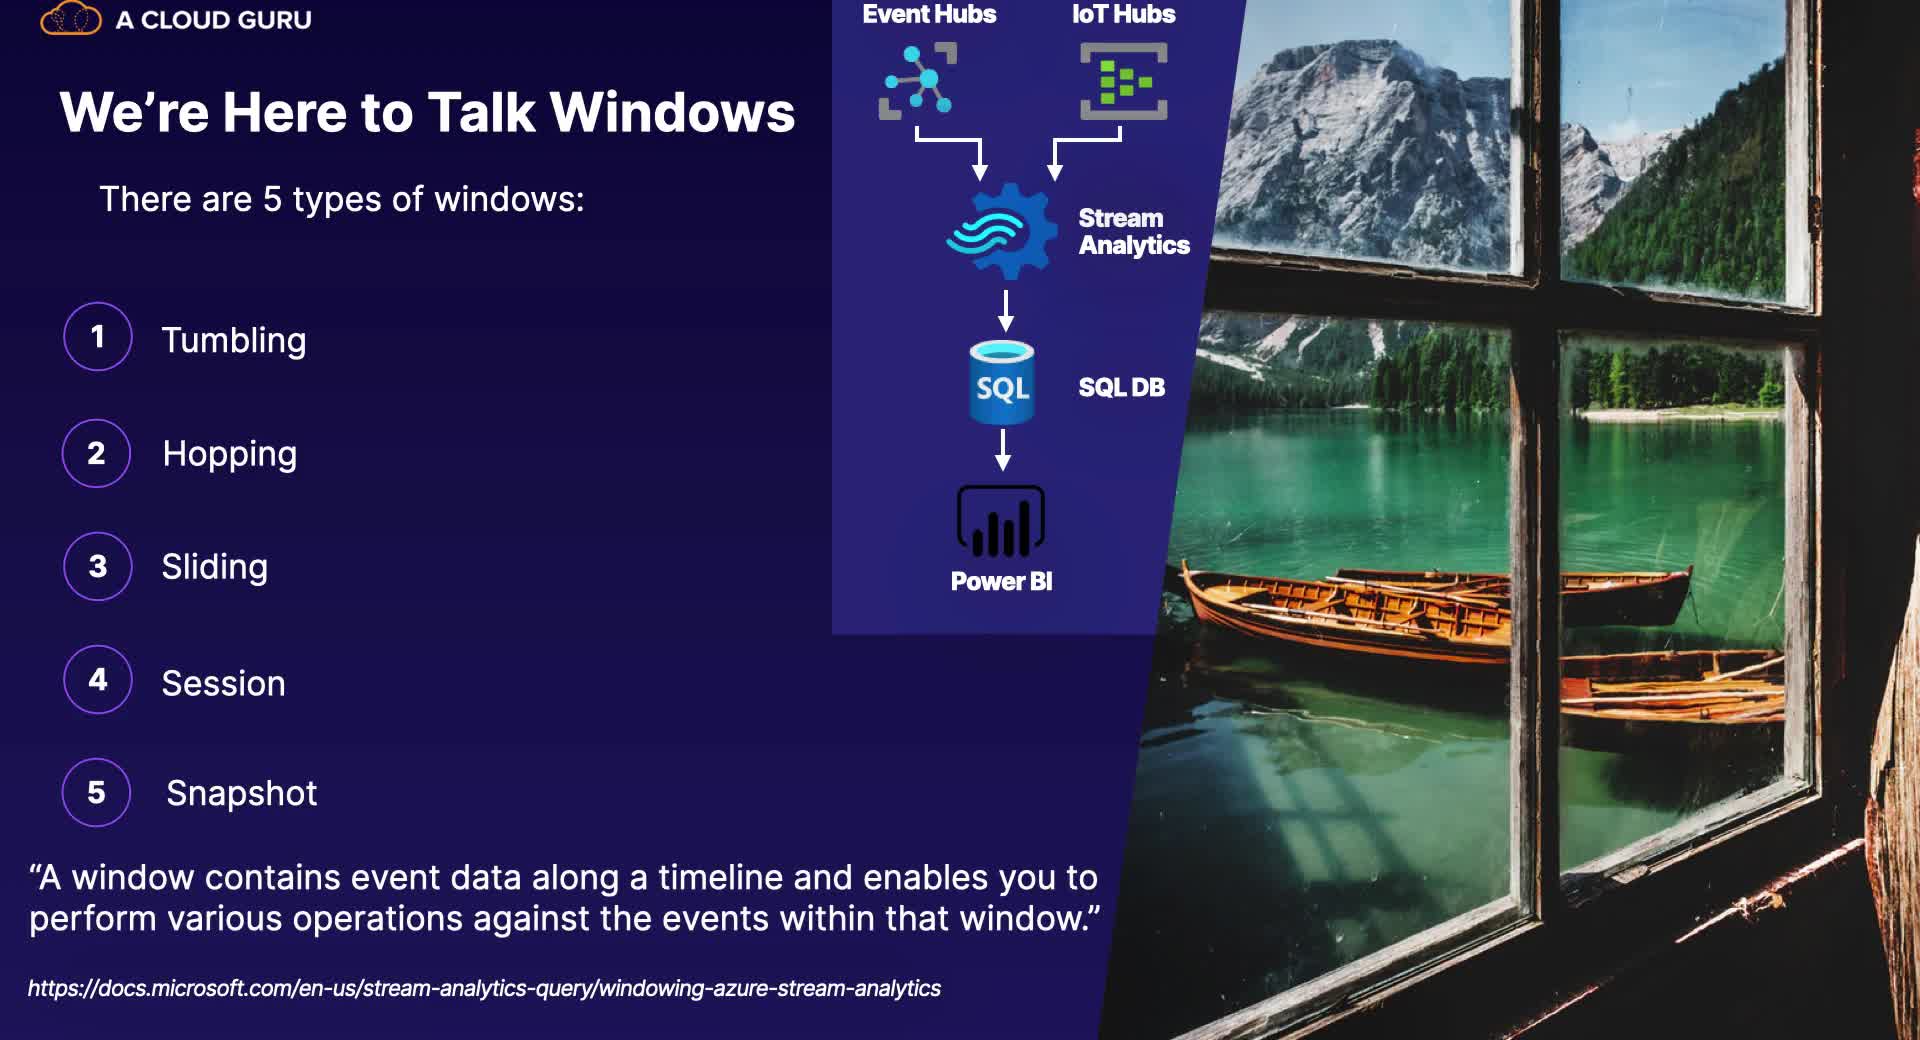 A CLOUD GURU
We’re Here to Talk Windows
There are 5 types of windows:
1 Tumbling
2 Hopping
3 Sliding
4 Session
5 Snapshot
“A window contains event data along a timeline and enables you to
perform various operations against the events within that window.”
https://docs.microsoft.com/en-us/stream-analytics-query/windowing-azure-stream-analytics
Event Hubs
IoT Hubs
Stream
Analytics
SQL
SQL DB
Power BI